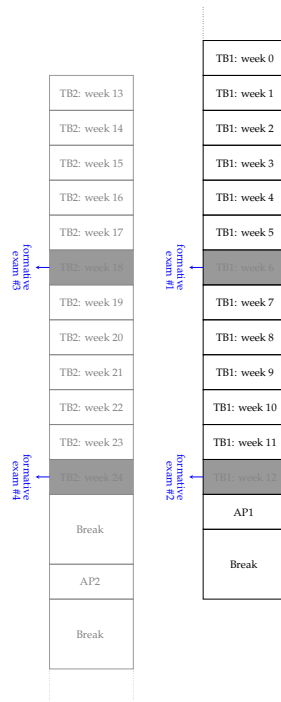 TB1: week 0
TB1: week 1
TB1: week 2
TB1: week 3
TB1: week 4
TB1: week 5
TB1: week 6
formative
exam #1
TB1: week 7
TB1: week 8
TB1: week 9
TB1: week 10
TB1: week 11
TB1: week 12
formative
exam #2
AP1
Break
TB2: week 13
TB2: week 14
TB2: week 15
TB2: week 16
TB2: week 17
TB2: week 18
formative
exam #3
TB2: week 19
TB2: week 20
TB2: week 21
TB2: week 22
TB2: week 23
TB2: week 24
formative
exam #4
Break
AP2
Break